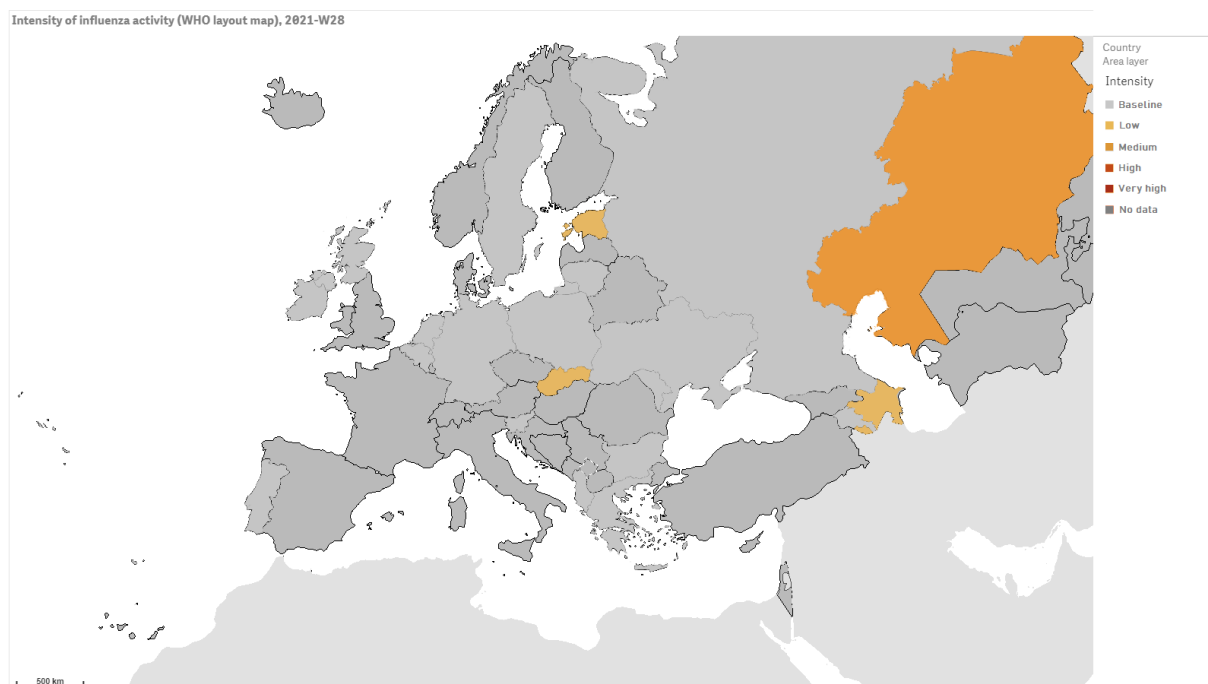 Intensity of influenza activity (WHO layout map), 2021-W28
Country
Area layer
Intensity
Baseline
Low
Medium
High
Very high
No data
500 km